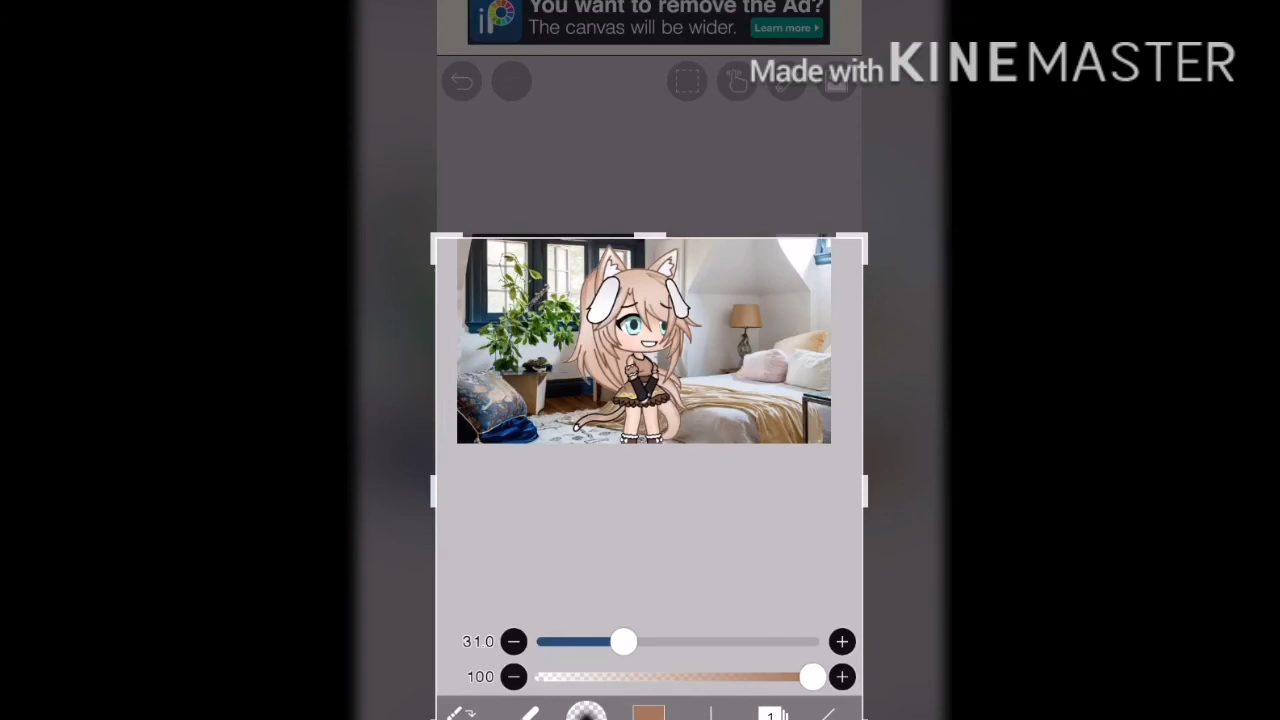 You want to remove the Ad?
The canvas will be wider.
Learn more
Made with KINEMASTER
31.0
100
1